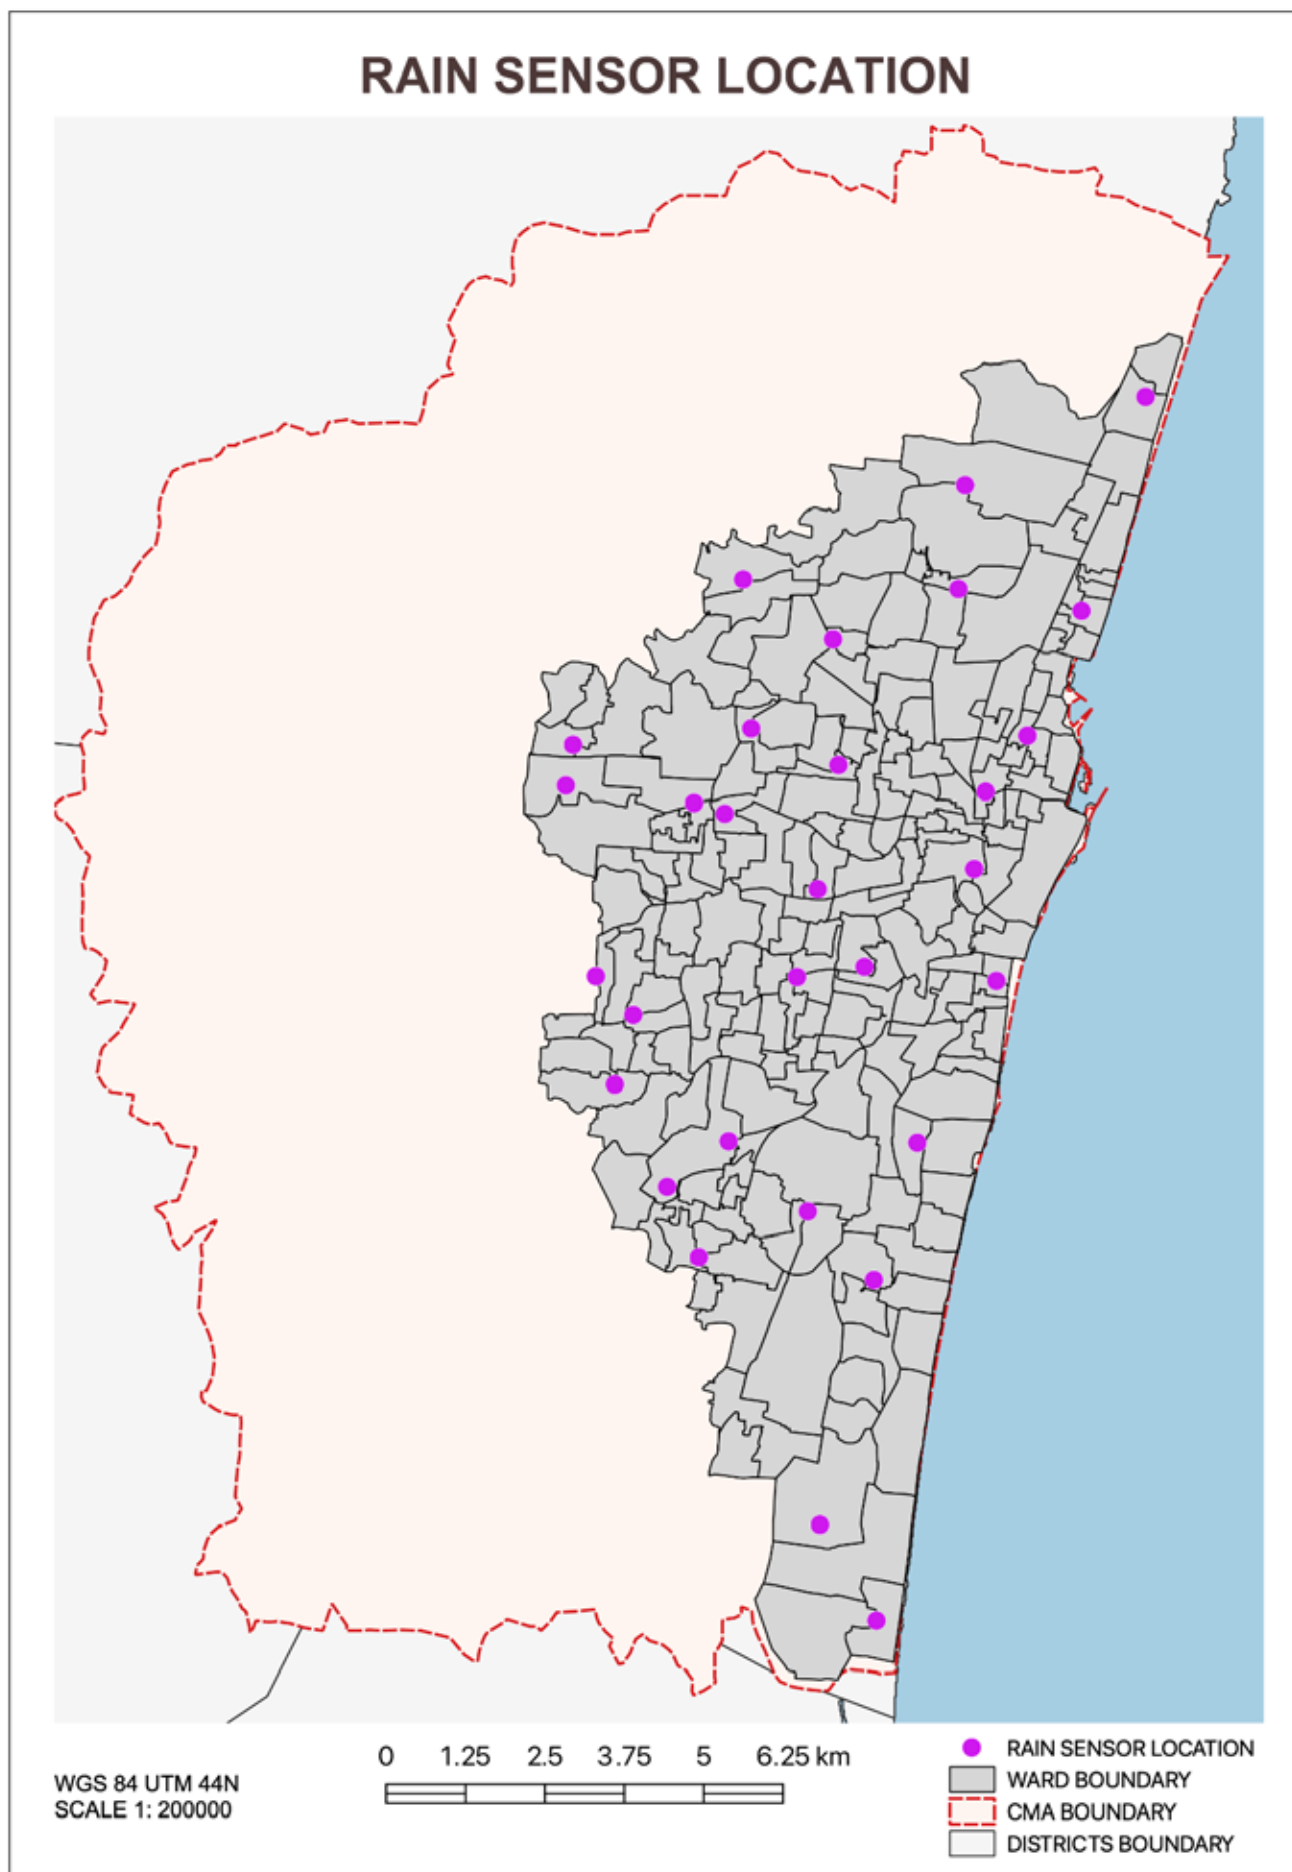 RAIN SENSOR LOCATION
0 1.25 2.5 3.75 5 6.25 km
WGS 84 UTM 44N
SCALE 1: 200000
RAIN SENSOR LOCATION
WARD BOUNDARY
CMA BOUNDARY
DISTRICTS BOUNDARY